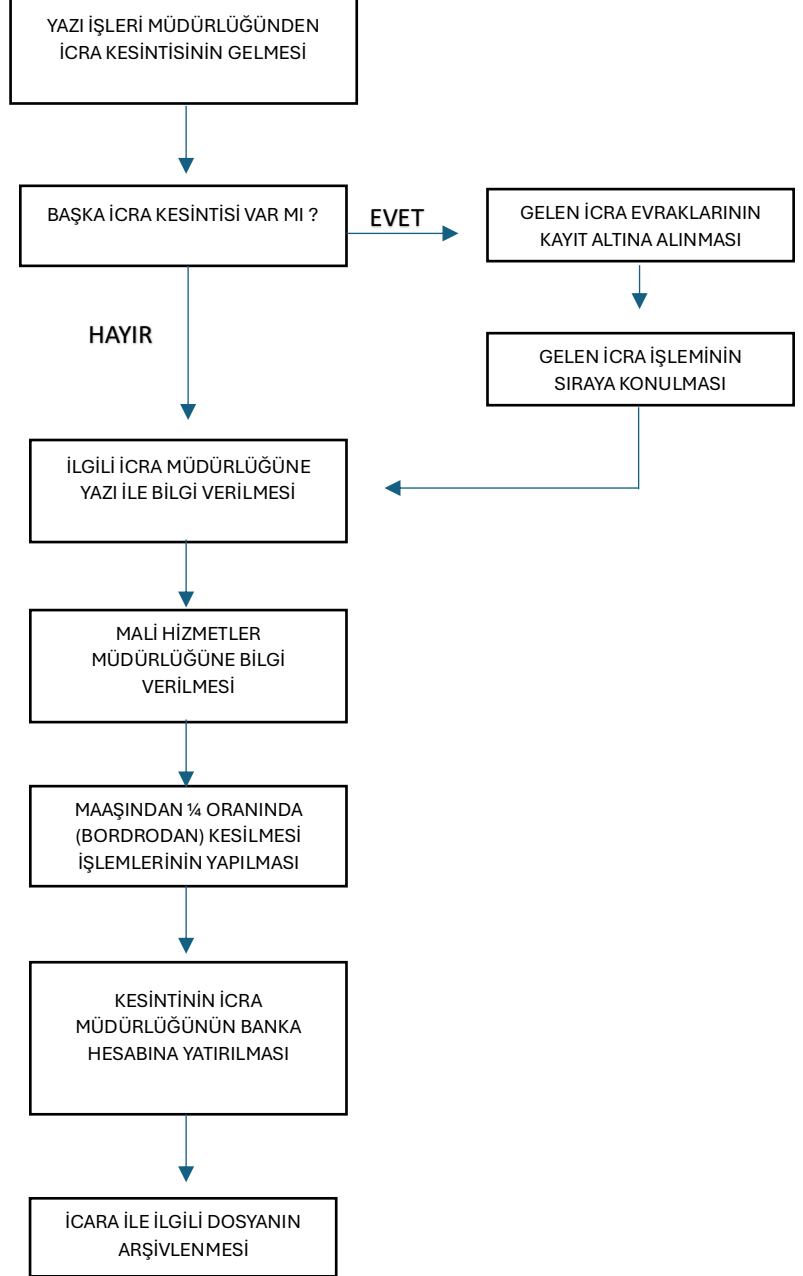 YAZI İŞLERİ MÜDÜRLÜĞÜNDEN
İCRA KESİNTİSİNİN GELMESİ
BAŞKA İCRA KESİNTİSİ VAR MI ?
EVET
GELEN İCRA EVRAKLARININ
KAYIT ALTINA ALINMASI
HAYIR
GELEN İCRA İŞLEMİNİN
SIRAYA KONULMASI
İLGİLİ İCRA MÜDÜRLÜĞÜNE
YAZI İLE BİLGİ VERİLMESİ
MALİ HİZMETLER
MÜDÜRLÜĞÜNE BİLGİ
VERİLMESİ
MAAŞINDAN ¼ ORANINDA
(BORDRODAN) KESİLMESİ
İŞLEMLERİNİN YAPILMASI
KESİNTİNİN İCRA
MÜDÜRLÜĞÜNÜN BANKA
HESABINA YATIRILMASI
İCARA İLE İLGİLİ DOSYANIN
ARŞİVLENMESİ